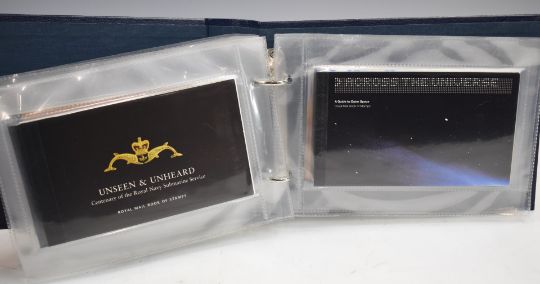 UNSEEN & UNHEARD
Centenary of the Royal Navy Submarine Service
ROYAL MAIL BOOK OF STAMPS
ACROSS THE UNIVERSE
A Guide to Outer Space